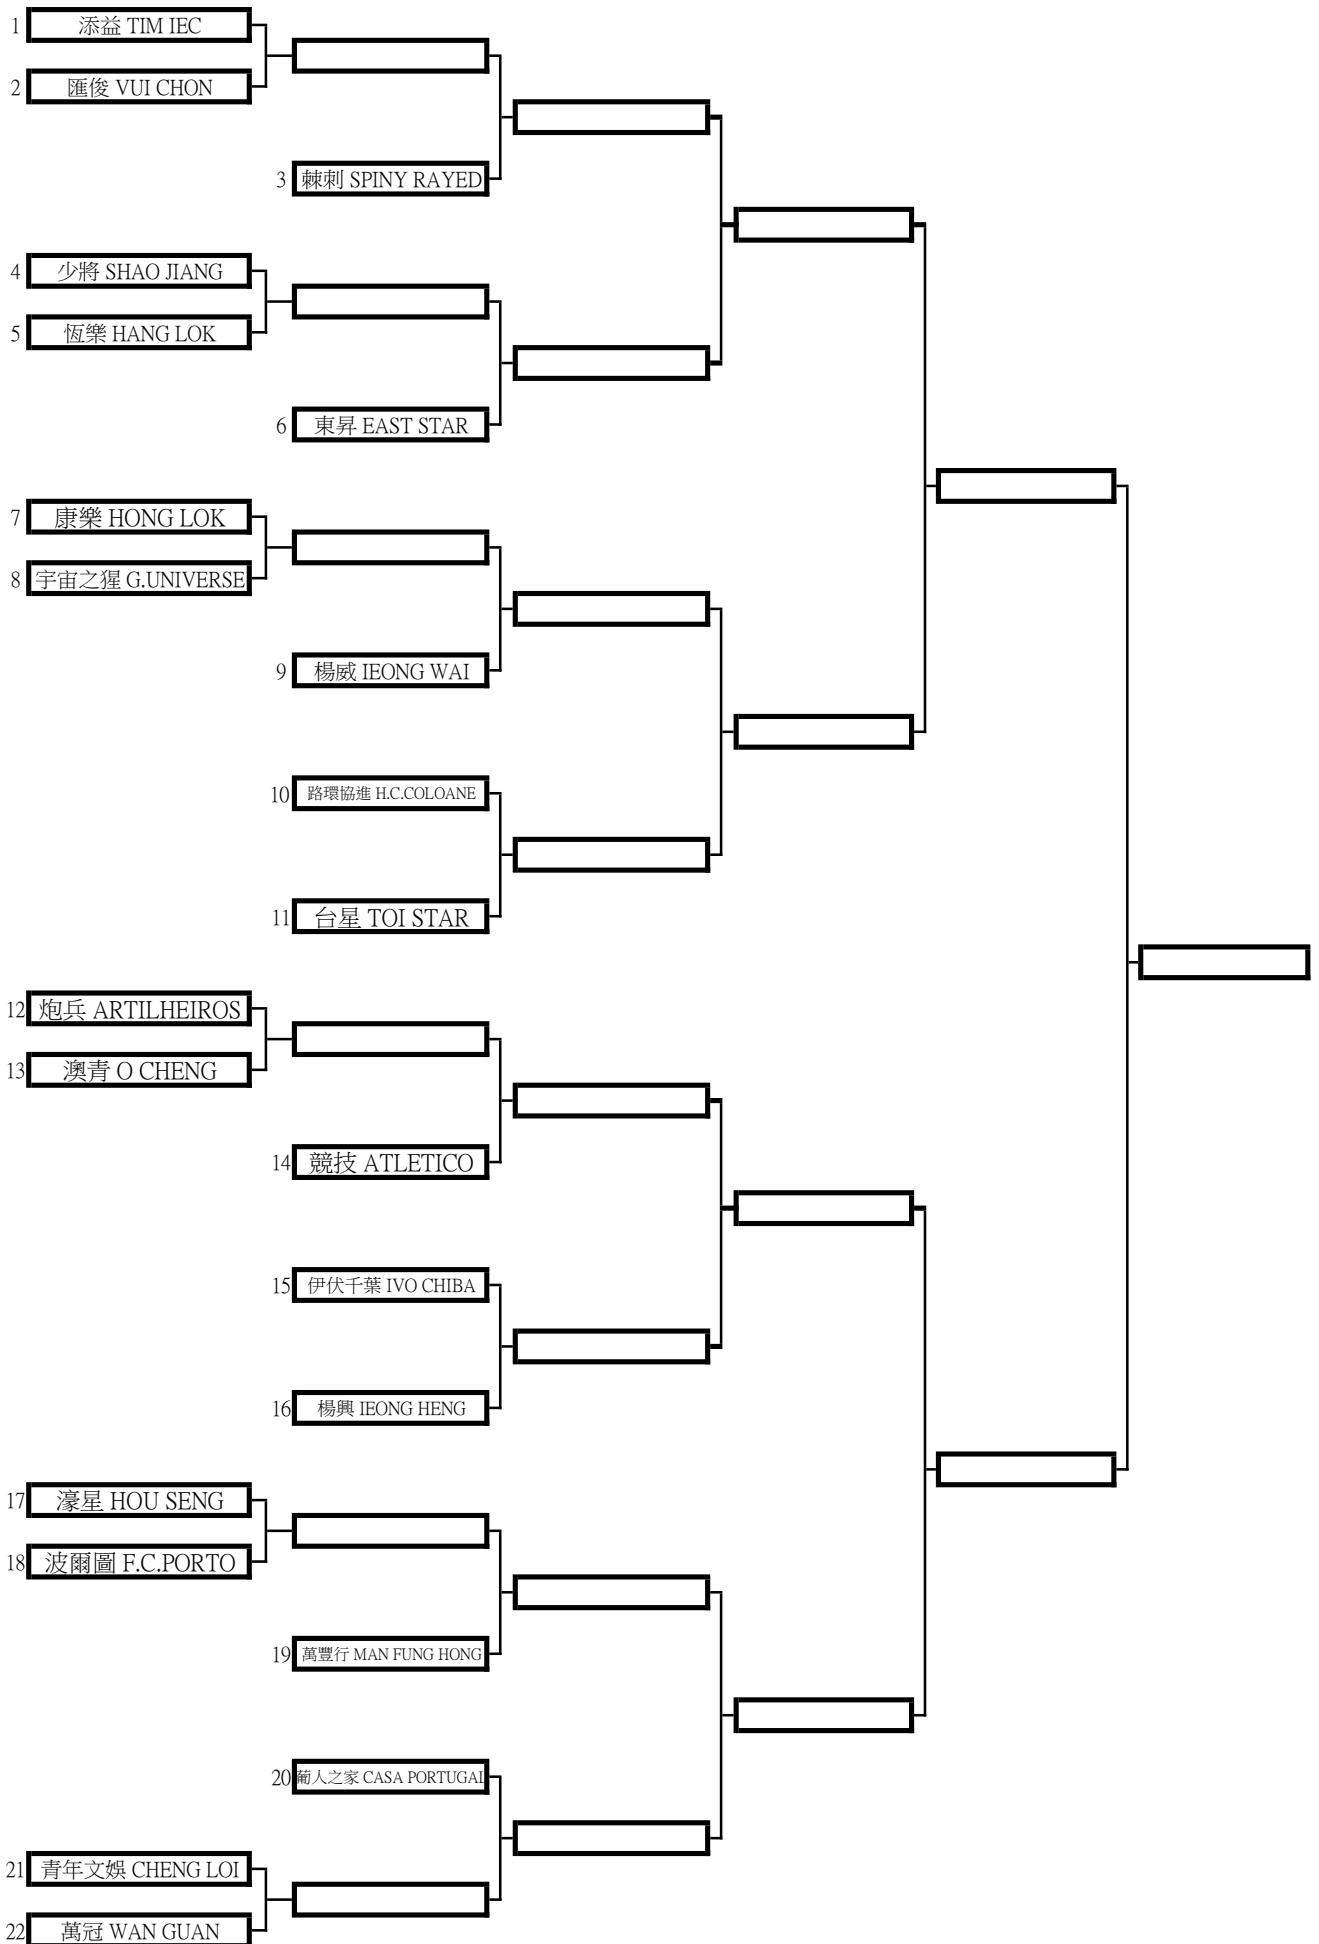 1 添益 TIM IEC
2 匯俊 VUI CHON
3 棘刺 SPINY RAYED
4 少將 SHAO JIANG
5 恆樂 HANG LOK
6 東昇 EAST STAR
7 康樂 HONG LOK
8 宇宙之猩 G.UNIVERSE
9 楊威 IEONG WAI
10 路環協進 H.C.COLOANE
11 台星 TOI STAR
12 炮兵 ARTILHEIROS
13 澳青 O CHENG
14 競技 ATLETICO
15 伊伏千葉 IVO CHIBA
16 楊興 IEONG HENG
17 濠星 HOU SENG
18 波爾圖 F.C.PORTO
19 萬豐行 MAN FUNG HONG
20 葡人之家 CASA PORTUGAL
21 青年文娛 CHENG LOI
22 萬冠 WAN GUAN